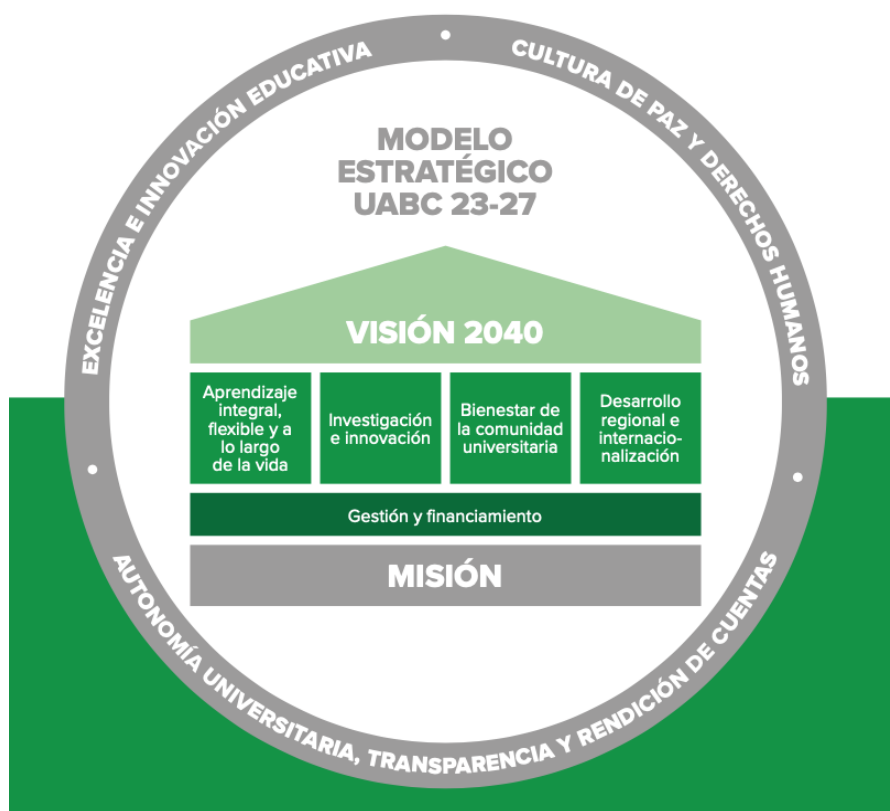 EXCELENCIA E INNOVACIÓN EDUCATIVA
CULTURA DE PAZ Y DERECHOS HUMANOS
MODELO
ESTRATÉGICO
UABC 23-27
VISIÓN 2040
Aprendizaje
integral,
flexible y a
lo largo
de la vida
Investigación
e innovación
Bienestar de
la comunidad
universitaria
Desarrollo
regional e
internacio-
nalización
Gestión y financiamiento
MISIÓN
AUTONOMÍA UNIVERSITARIA, TRANSPARENCIA Y RENDICIÓN DE CUENTAS